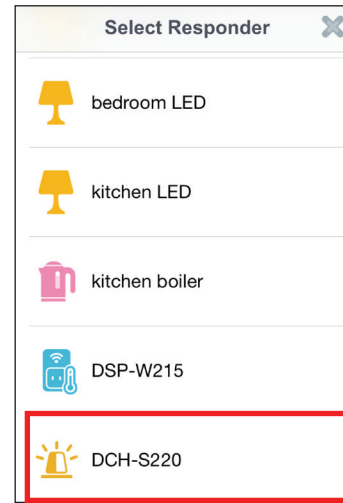 Select Responder
bedroom LED
kitchen LED
kitchen boiler
DSP-W215
DCH-S220